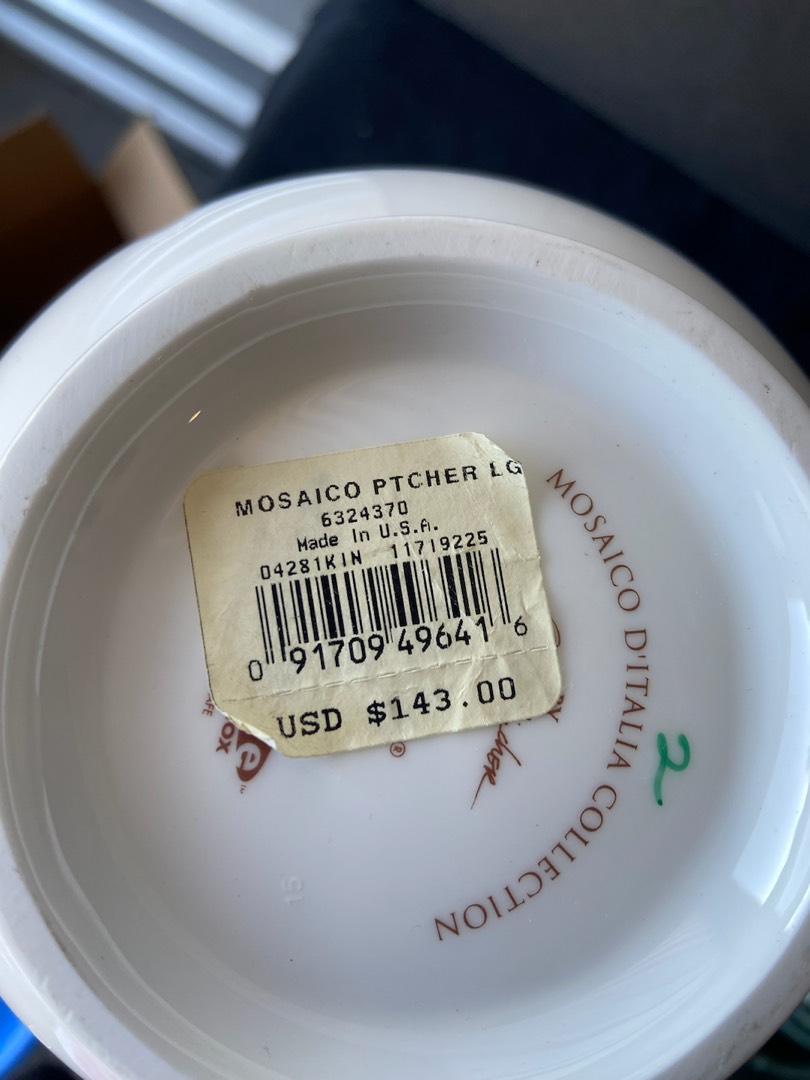 MOSAICO PTCHER LG
6324370
Made In U.S.A.
04281KIN 11719225
0 91709 49641 6
USD $143.00
MOSAICO D'ITALIA COLLECTION
2
®
15